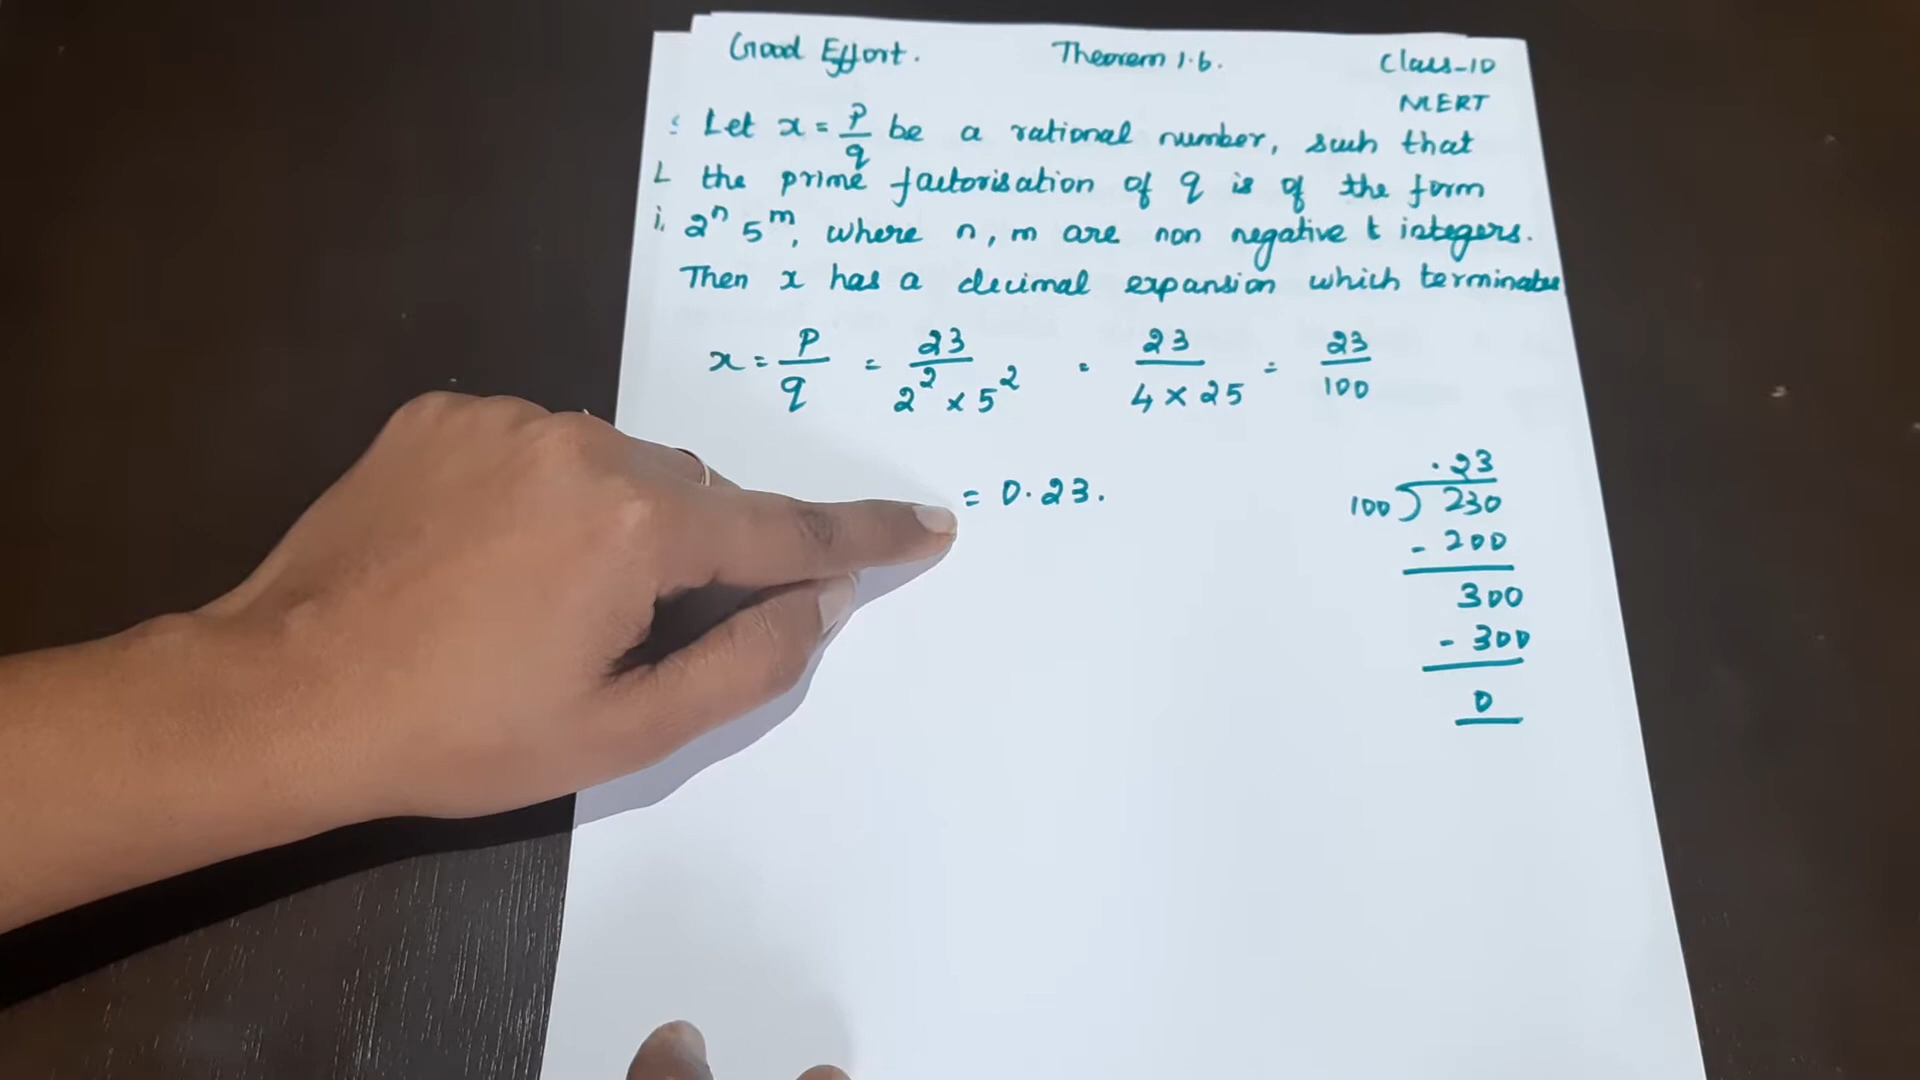 Good Effort. Theorem 1.6. Class-10
NCERT
Let x = p/q be a rational number, such that
the prime factorisation of q is of the form
2^n 5^m, where n, m are non negative t integers.
Then x has a decimal expansion which terminates
x = p/q = 23/2^2 × 5^2 = 23/4 × 25 = 23/100
= 0.23.
.23
100) 230
- 200
300
- 300
0